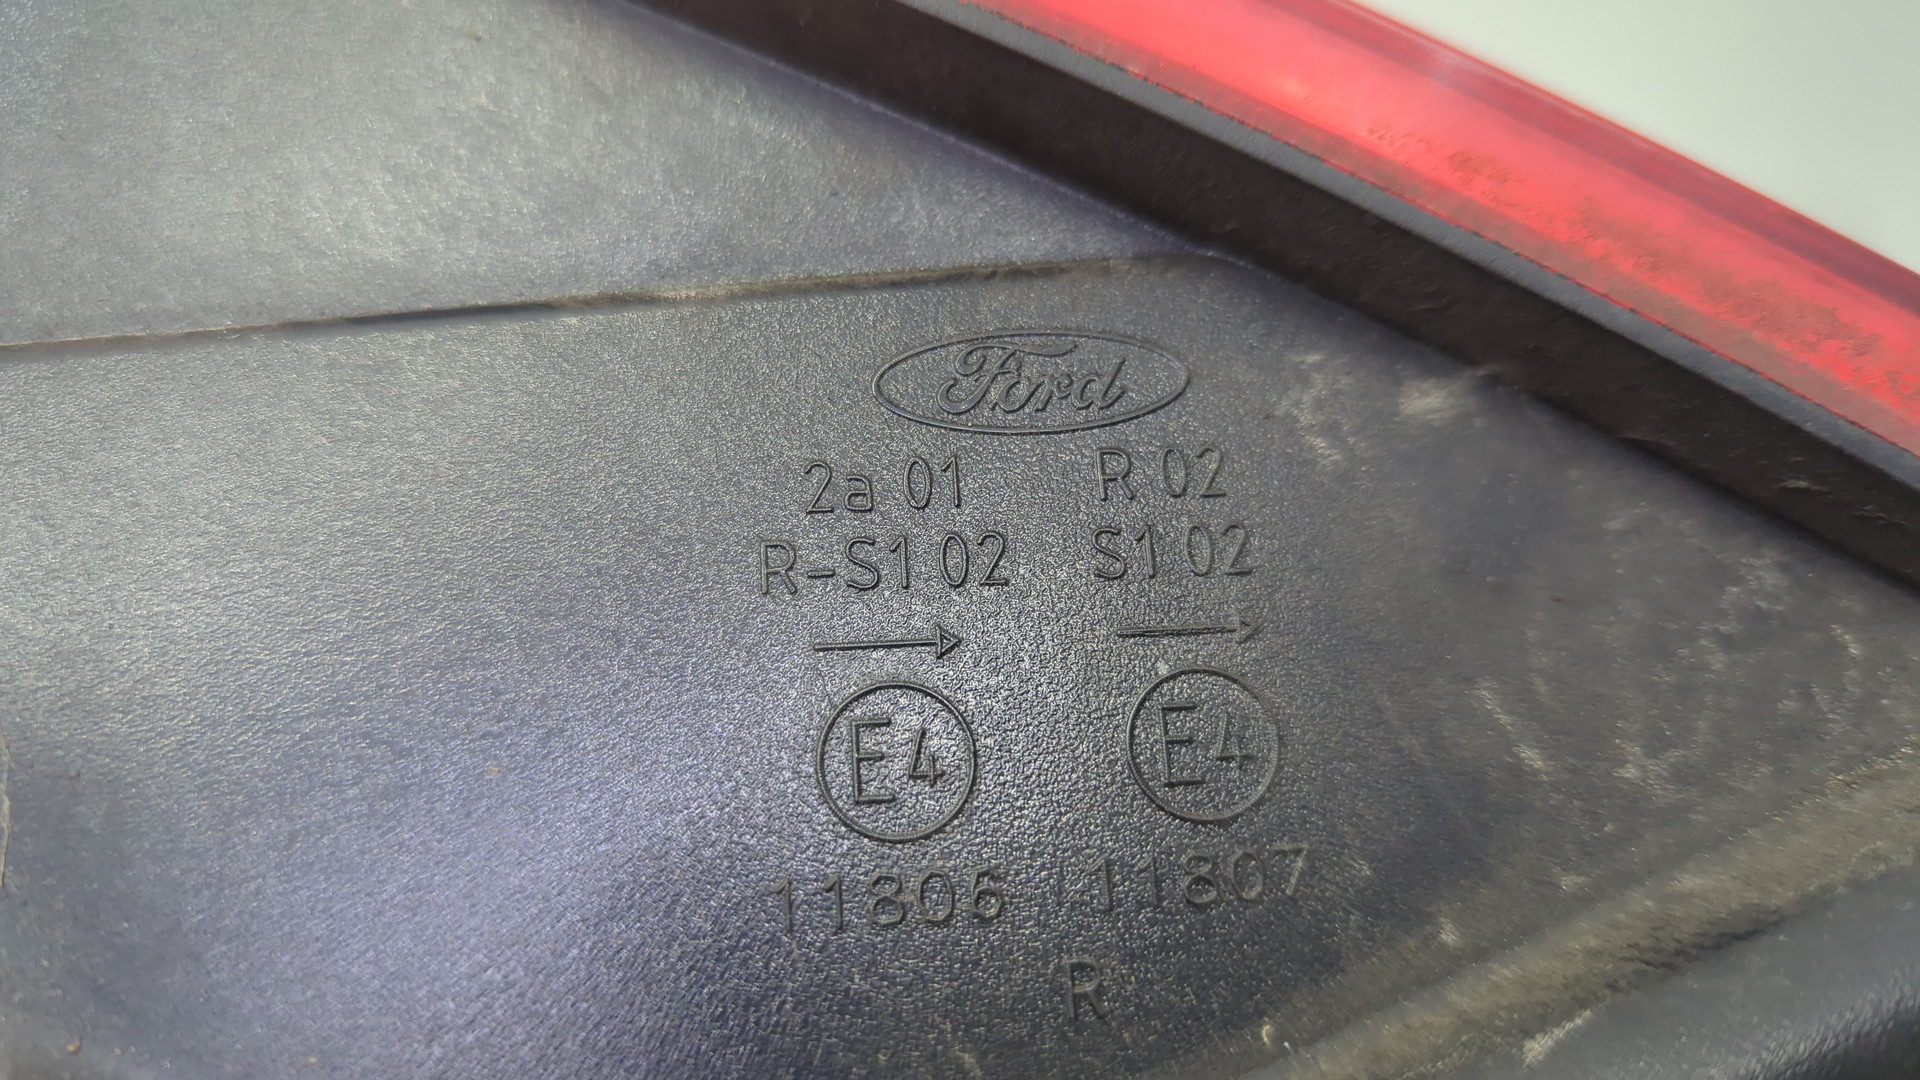 Ford
2a 01 R 02
R-S1 02 S1 02
E4 E4
11806 11807
R